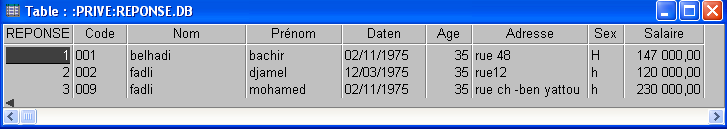 Table : :PRIVE:REPONSE.DB
REPONSE Code Nom Prénom Daten Age Adresse Sex Salaire
1 001 belhadi bachir 02/11/1975 35 rue 48 H 147 000,00
2 002 fadli djamel 12/03/1975 35 rue12 h 120 000,00
3 009 fadli mohamed 02/11/1975 35 rue ch -ben yattou h 230 000,00